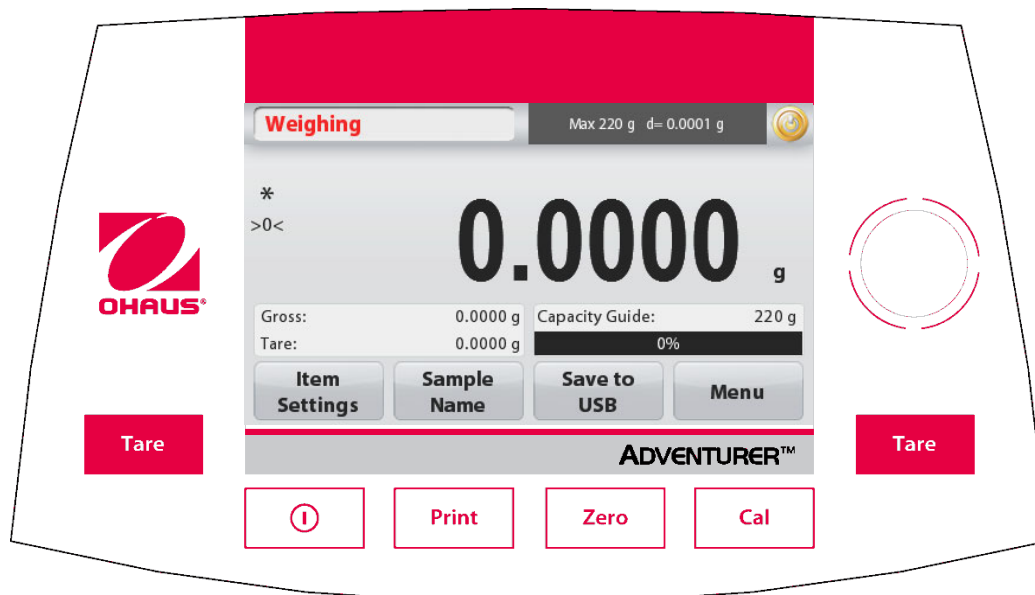 Weighing
Max 220 g d= 0.0001 g
*
>0<
0.0000 g
Gross: 0.0000 g
Tare: 0.0000 g
Capacity Guide: 220 g
0%
Item
Settings
Sample
Name
Save to
USB
Menu
OHAUS®
Tare
Tare
ADVENTURER™
Print
Zero
Cal